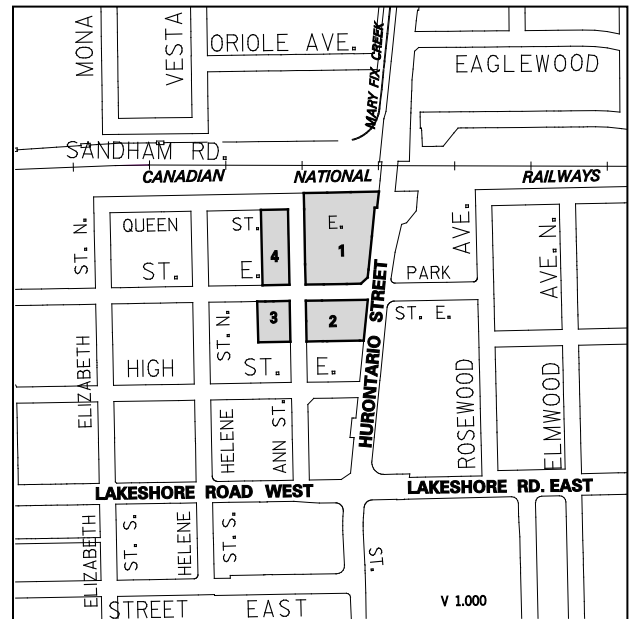 MONA
VESTA
ORIOLE AVE.
MARY FIX CREEK
EAGLEWOOD
SANDHAM RD.
CANADIAN NATIONAL RAILWAYS
ST. N.
QUEEN ST. E.
1
4
ST. E.
PARK
AVE.
AVE. N.
ST. E.
3
2
ST. N.
HURONTARIO STREET
ELIZABETH
HIGH ST. E.
HELENE
ANN ST.
ROSEWOOD
ELMWOOD
LAKESHORE ROAD WEST
LAKESHORE RD. EAST
ELIZABETH
ST. S.
HELENE
ST. S.
ST.
STREET EAST
V 1.000